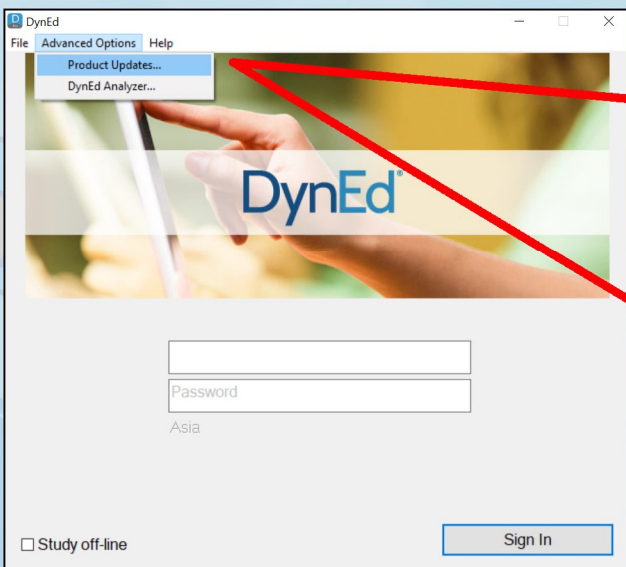 DynEd
File Advanced Options Help
Product Updates...
DynEd Analyzer...
DynEd®
Password
Asia
Study off-line
Sign In